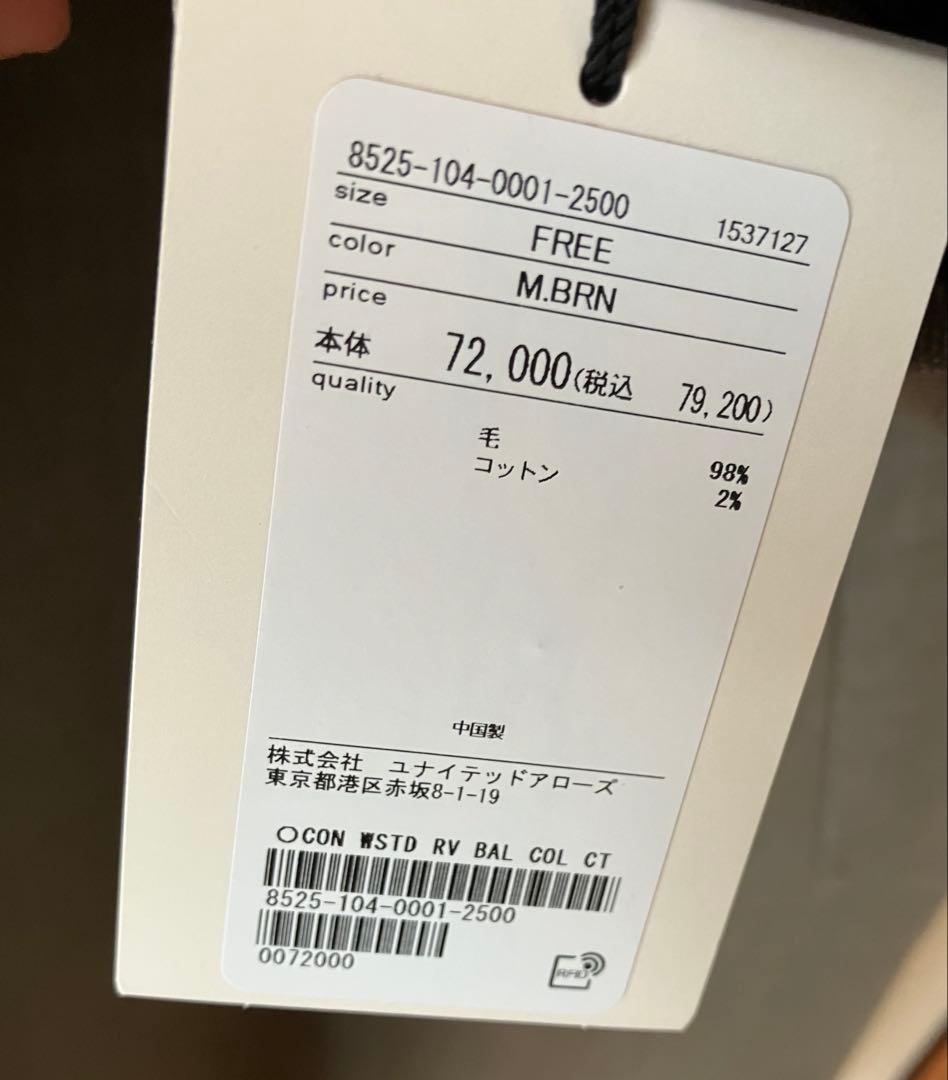 8525-104-0001-2500
1537127
size FREE
color M.BRN
price
本体 72,000(税込 79,200)
quality
毛 98%
コットン 2%
中国製
株式会社 ユナイテッドアローズ
東京都港区赤坂8-1-19
○CON WSTD RV BAL COL CT
8525-104-0001-2500
0072000
RFID